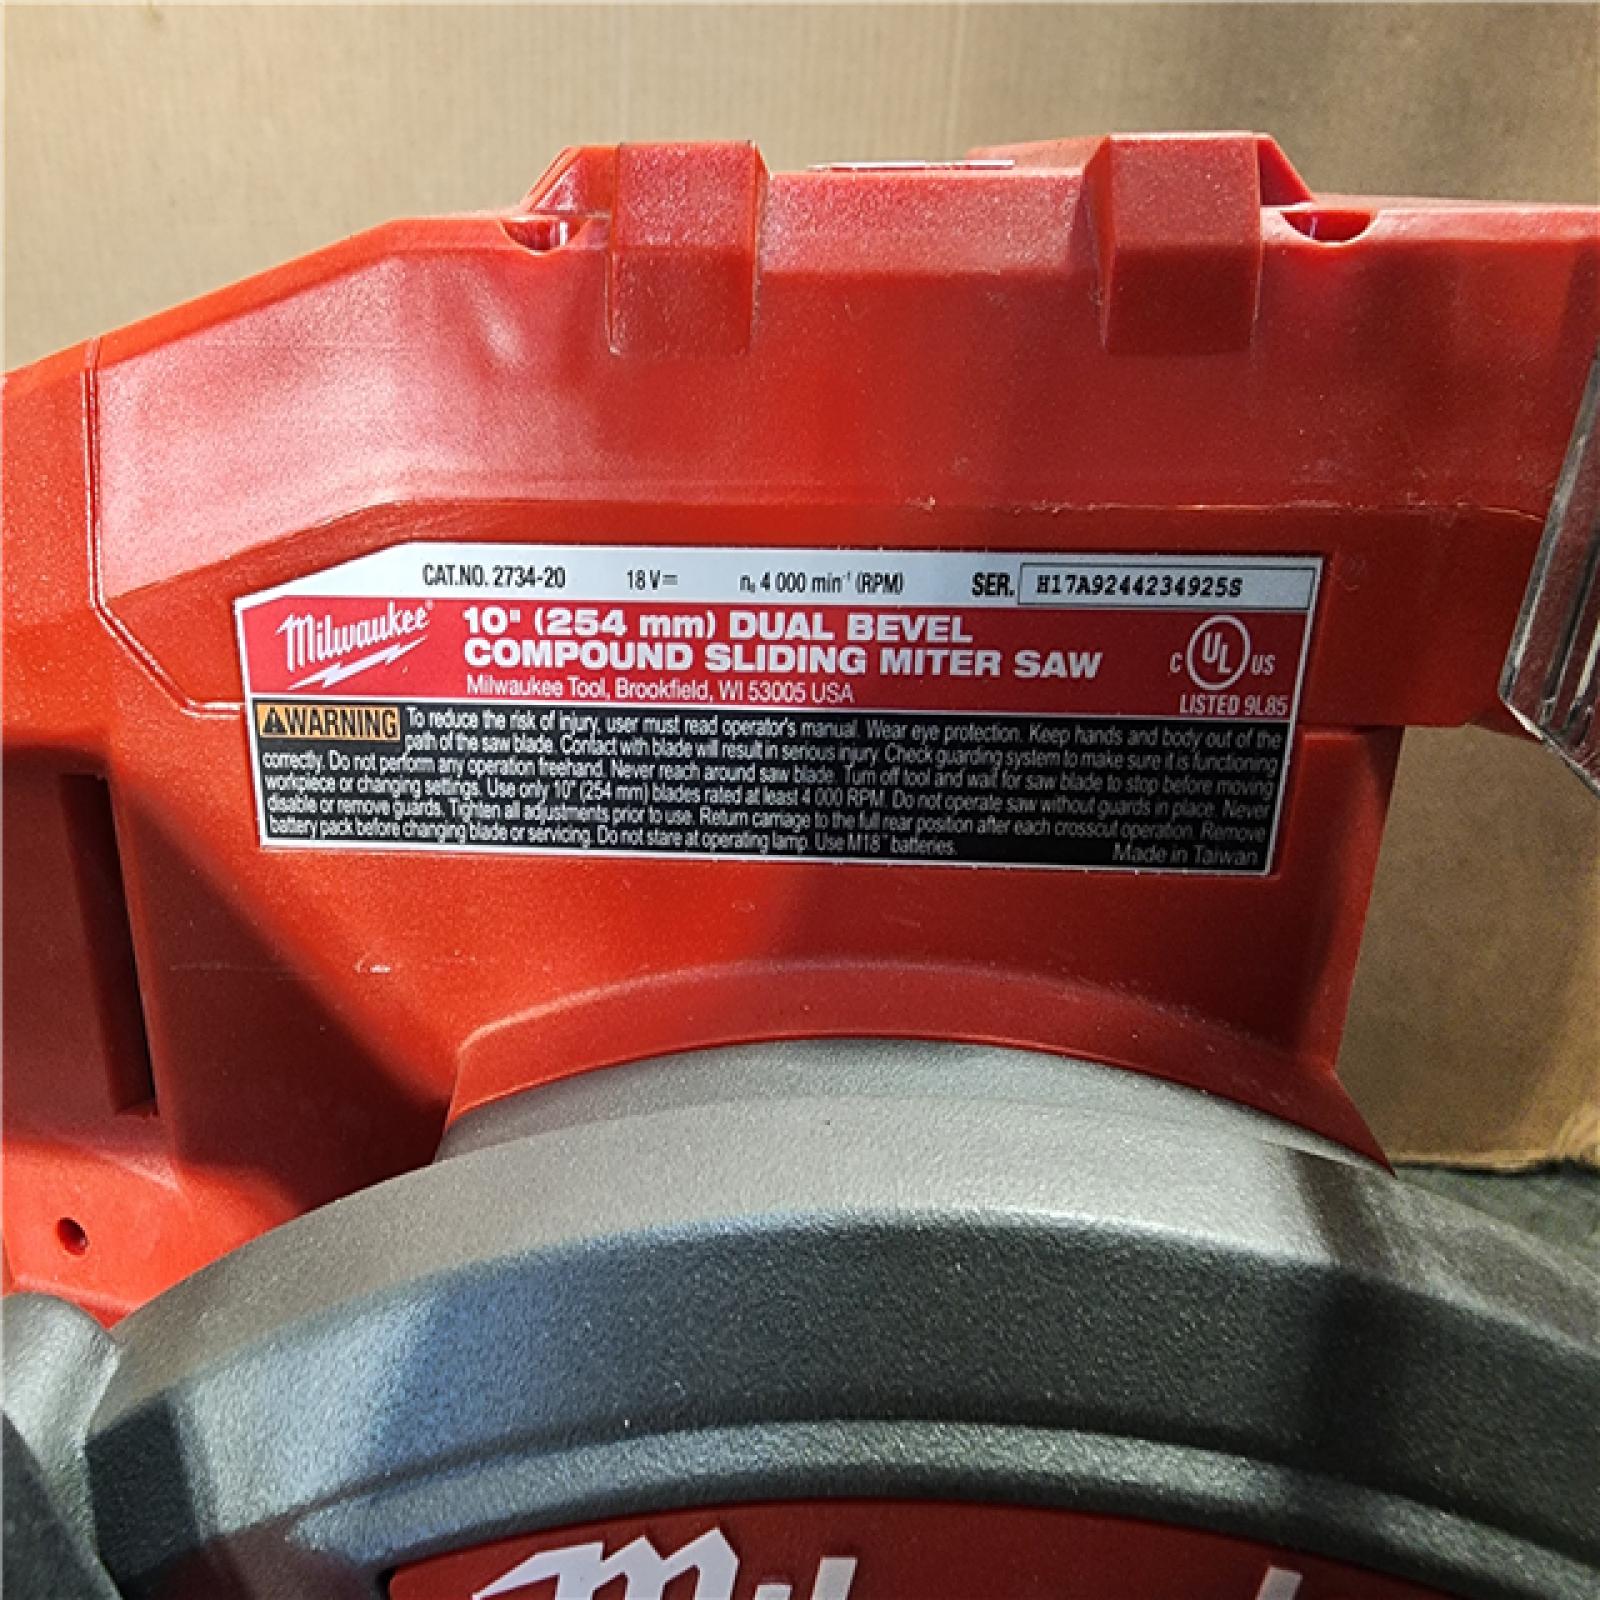 CAT.NO. 2734-20 18 V⎓ n₀ 4 000 min⁻¹ (RPM) SER. H17A9244234925S
Milwaukee®
10" (254 mm) DUAL BEVEL
COMPOUND SLIDING MITER SAW
Milwaukee Tool, Brookfield, WI 53005 USA
C UL US
LISTED 9L85
WARNING To reduce the risk of injury, user must read operator's manual. Wear eye protection. Keep hands and body out of the
path of the saw blade. Contact with blade will result in serious injury. Check guarding system to make sure it is functioning
correctly. Do not perform any operation freehand. Never reach around saw blade. Turn off tool and wait for saw blade to stop before moving
workpiece or changing settings. Use only 10" (254 mm) blades rated at least 4 000 RPM. Do not operate saw without guards in place. Never
disable or remove guards. Tighten all adjustments prior to use. Return carriage to the full rear position after each crosscut operation. Remove
battery pack before changing blade or servicing. Do not stare at operating lamp. Use M18™ batteries.
Made in Taiwan
Mil